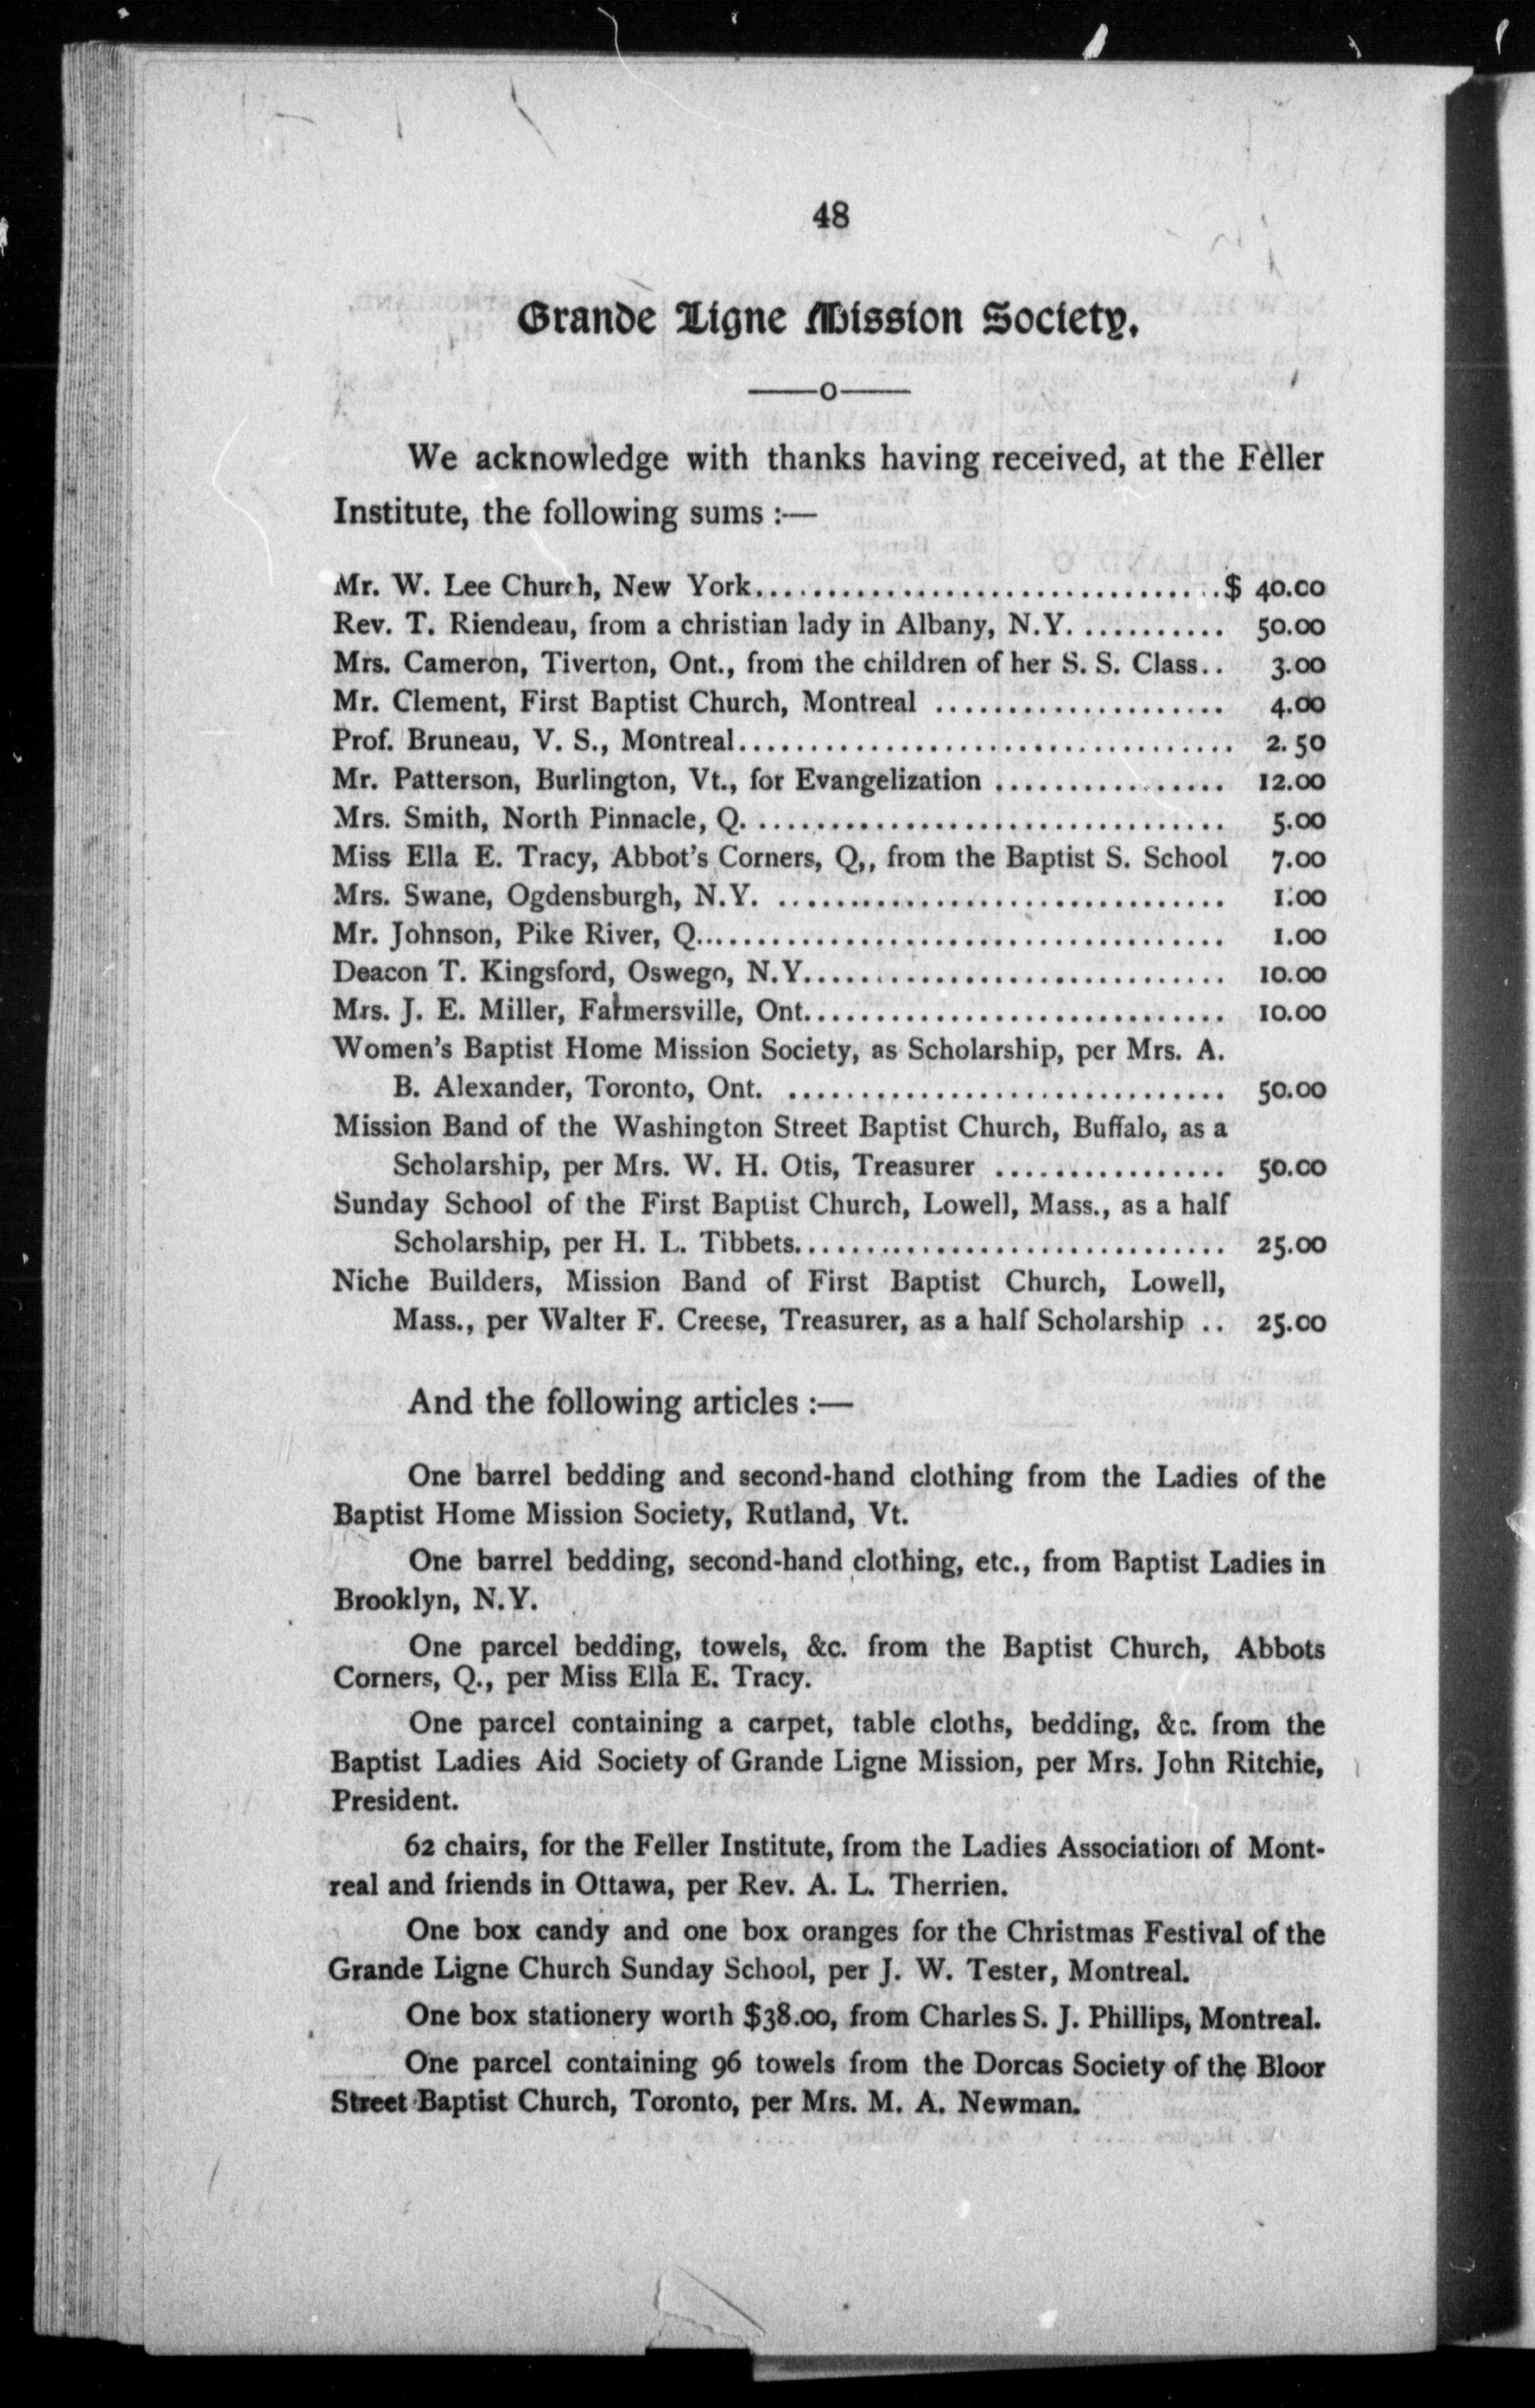 48
Grande Ligne Mission Society.
——o——
We acknowledge with thanks having received, at the Feller
Institute, the following sums :—
Mr. W. Lee Church, New York................................$ 40.00
Rev. T. Riendeau, from a christian lady in Albany, N.Y. ........... 50.00
Mrs. Cameron, Tiverton, Ont., from the children of her S. S. Class.. 3.00
Mr. Clement, First Baptist Church, Montreal .................... 4.00
Prof. Bruneau, V. S., Montreal.................................. 2.50
Mr. Patterson, Burlington, Vt., for Evangelization ................ 12.00
Mrs. Smith, North Pinnacle, Q. ................................. 5.00
Miss Ella E. Tracy, Abbot's Corners, Q,, from the Baptist S. School 7.00
Mrs. Swane, Ogdensburgh, N.Y. ............................... 1.00
Mr. Johnson, Pike River, Q..................................... 1.00
Deacon T. Kingsford, Oswego, N.Y............................. 10.00
Mrs. J. E. Miller, Farmersville, Ont............................. 10.00
Women's Baptist Home Mission Society, as Scholarship, per Mrs. A.
B. Alexander, Toronto, Ont. .............................. 50.00
Mission Band of the Washington Street Baptist Church, Buffalo, as a
Scholarship, per Mrs. W. H. Otis, Treasurer ................ 50.00
Sunday School of the First Baptist Church, Lowell, Mass., as a half
Scholarship, per H. L. Tibbets.............................. 25.00
Niche Builders, Mission Band of First Baptist Church, Lowell,
Mass., per Walter F. Creese, Treasurer, as a half Scholarship .. 25.00
And the following articles :—
One barrel bedding and second-hand clothing from the Ladies of the
Baptist Home Mission Society, Rutland, Vt.
One barrel bedding, second-hand clothing, etc., from Baptist Ladies in
Brooklyn, N.Y.
One parcel bedding, towels, &c. from the Baptist Church, Abbots
Corners, Q., per Miss Ella E. Tracy.
One parcel containing a carpet, table cloths, bedding, &c. from the
Baptist Ladies Aid Society of Grande Ligne Mission, per Mrs. John Ritchie,
President.
62 chairs, for the Feller Institute, from the Ladies Association of Mont-
real and friends in Ottawa, per Rev. A. L. Therrien.
One box candy and one box oranges for the Christmas Festival of the
Grande Ligne Church Sunday School, per J. W. Tester, Montreal.
One box stationery worth $38.00, from Charles S. J. Phillips, Montreal.
One parcel containing 96 towels from the Dorcas Society of the Bloor
Street Baptist Church, Toronto, per Mrs. M. A. Newman.